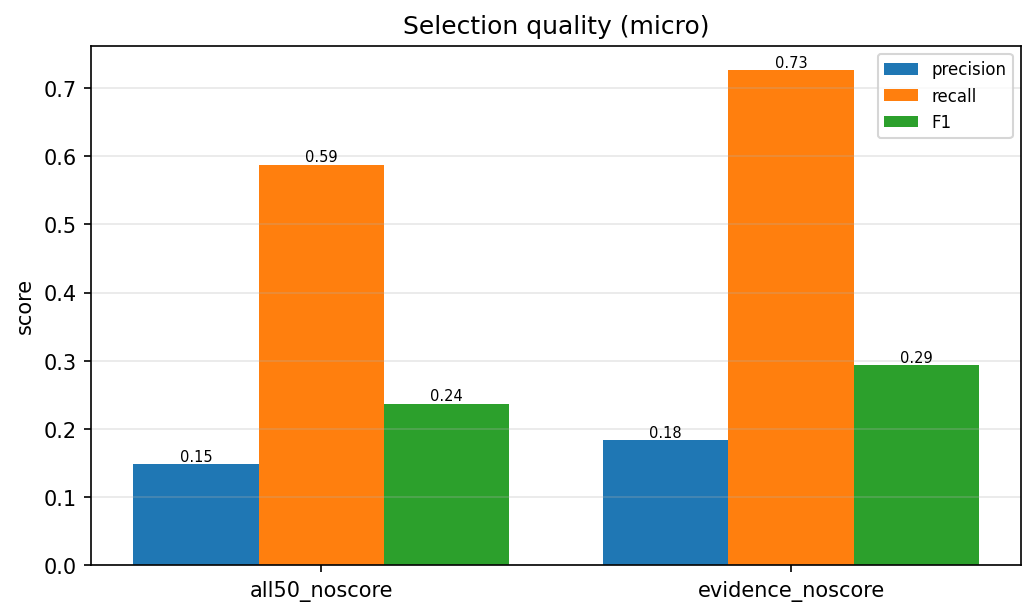 Selection quality (micro)
precision
recall
F1
score
0.7
0.6
0.5
0.4
0.3
0.2
0.1
0.0
0.15
0.59
0.24
0.18
0.73
0.29
all50_noscore
evidence_noscore